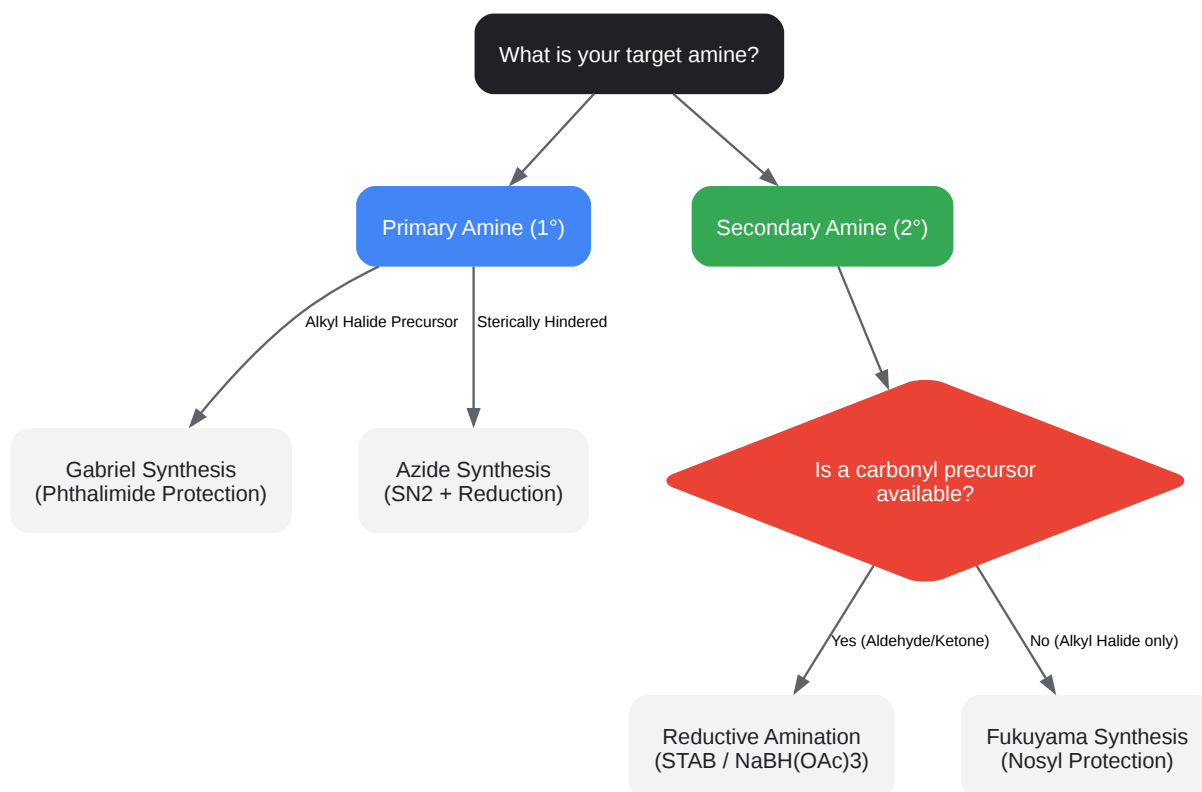 What is your target amine?
Primary Amine (1°)
Secondary Amine (2°)
Alkyl Halide Precursor
Sterically Hindered
Gabriel Synthesis
(Phthalimide Protection)
Azide Synthesis
(SN2 + Reduction)
Is a carbonyl precursor
available?
Yes (Aldehyde/Ketone)
No (Alkyl Halide only)
Reductive Amination
(STAB / NaBH(OAc)3)
Fukuyama Synthesis
(Nosyl Protection)